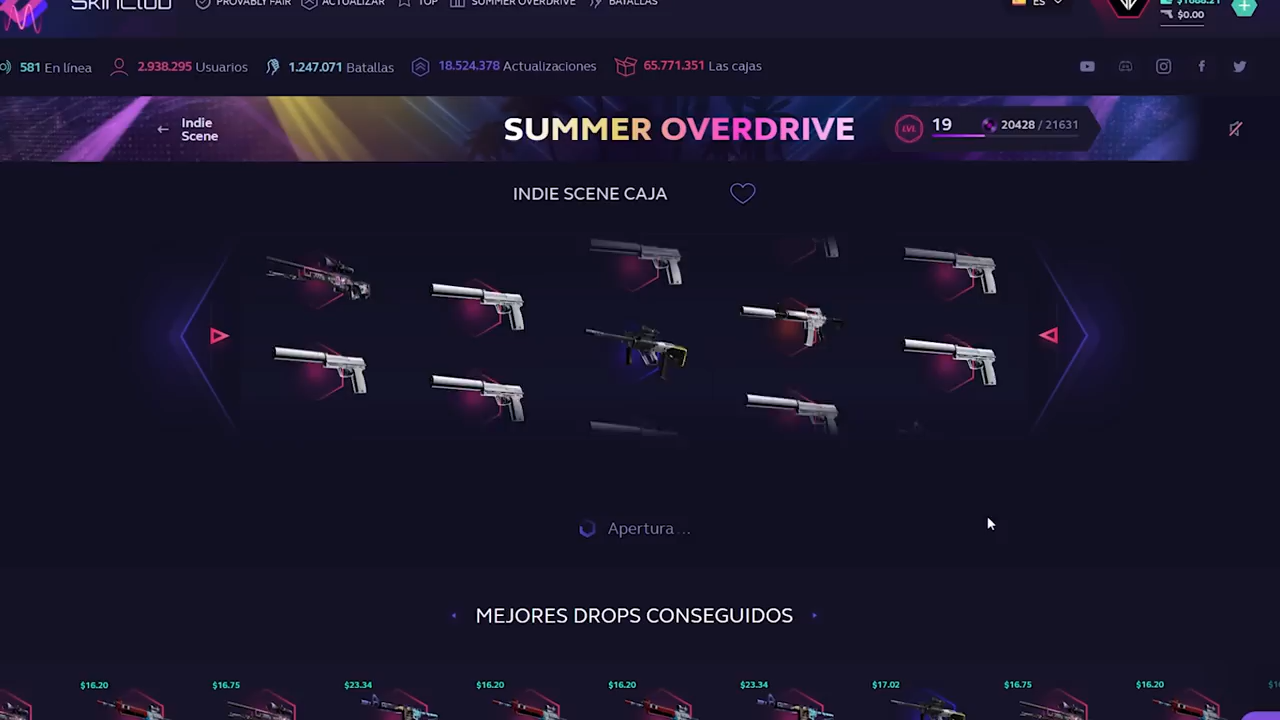 SkinClub PROVABLY FAIR ACTUALIZAR TOP SUMMER OVERDRIVE BATALLAS ES
$0.00
581 En línea 2.938.295 Usuarios 1.247.071 Batallas 18.524.378 Actualizaciones 65.771.351 Las cajas
Indie
Scene
SUMMER OVERDRIVE
LVL 19 20428 / 21631
INDIE SCENE CAJA
Apertura ...
MEJORES DROPS CONSEGUIDOS
$16.20 $16.75 $23.34 $16.20 $16.20 $23.34 $17.02 $16.75 $16.20